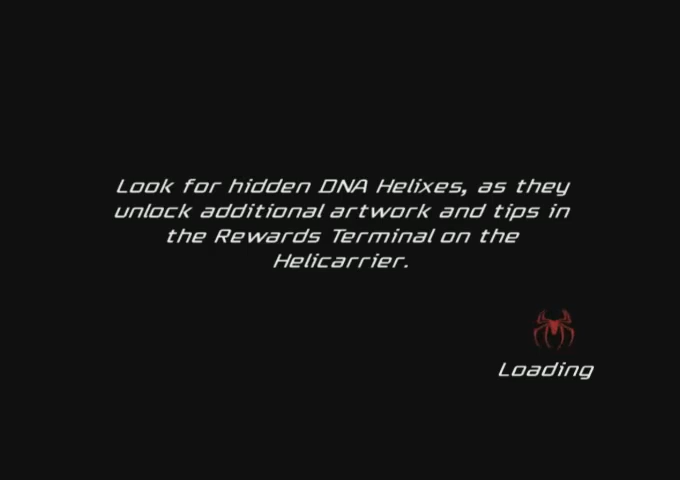 Look for hidden DNA Helixes, as they
unlock additional artwork and tips in
the Rewards Terminal on the
Helicarrier.
Loading